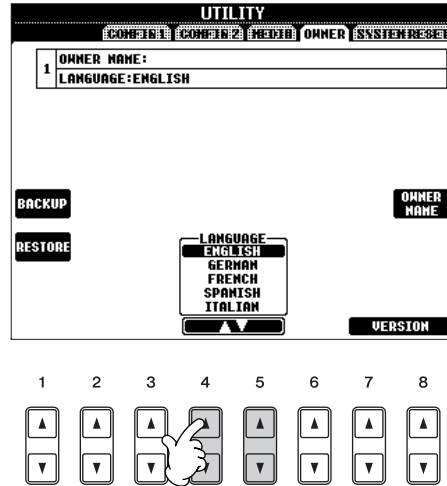 UTILITY
CONFIG 1 CONFIG 2 MEDIA OWNER SYSTEM RESET
1 OWNER NAME:
LANGUAGE:ENGLISH
BACKUP
OWNER NAME
RESTORE
LANGUAGE
ENGLISH
GERMAN
FRENCH
SPANISH
ITALIAN
VERSION
1 2 3 4 5 6 7 8